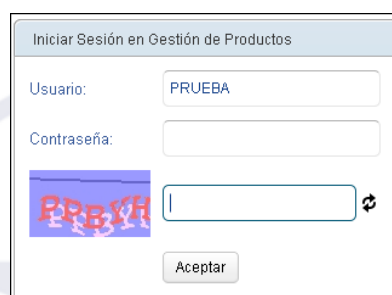 Iniciar Sesión en Gestión de Productos
Usuario: PRUEBA
Contraseña:
Aceptar